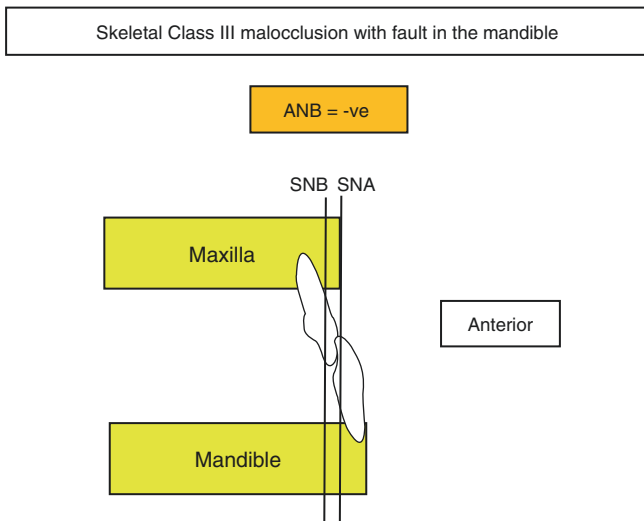 Skeletal Class III malocclusion with fault in the mandible
ANB = -ve
SNB SNA
Maxilla
Anterior
Mandible